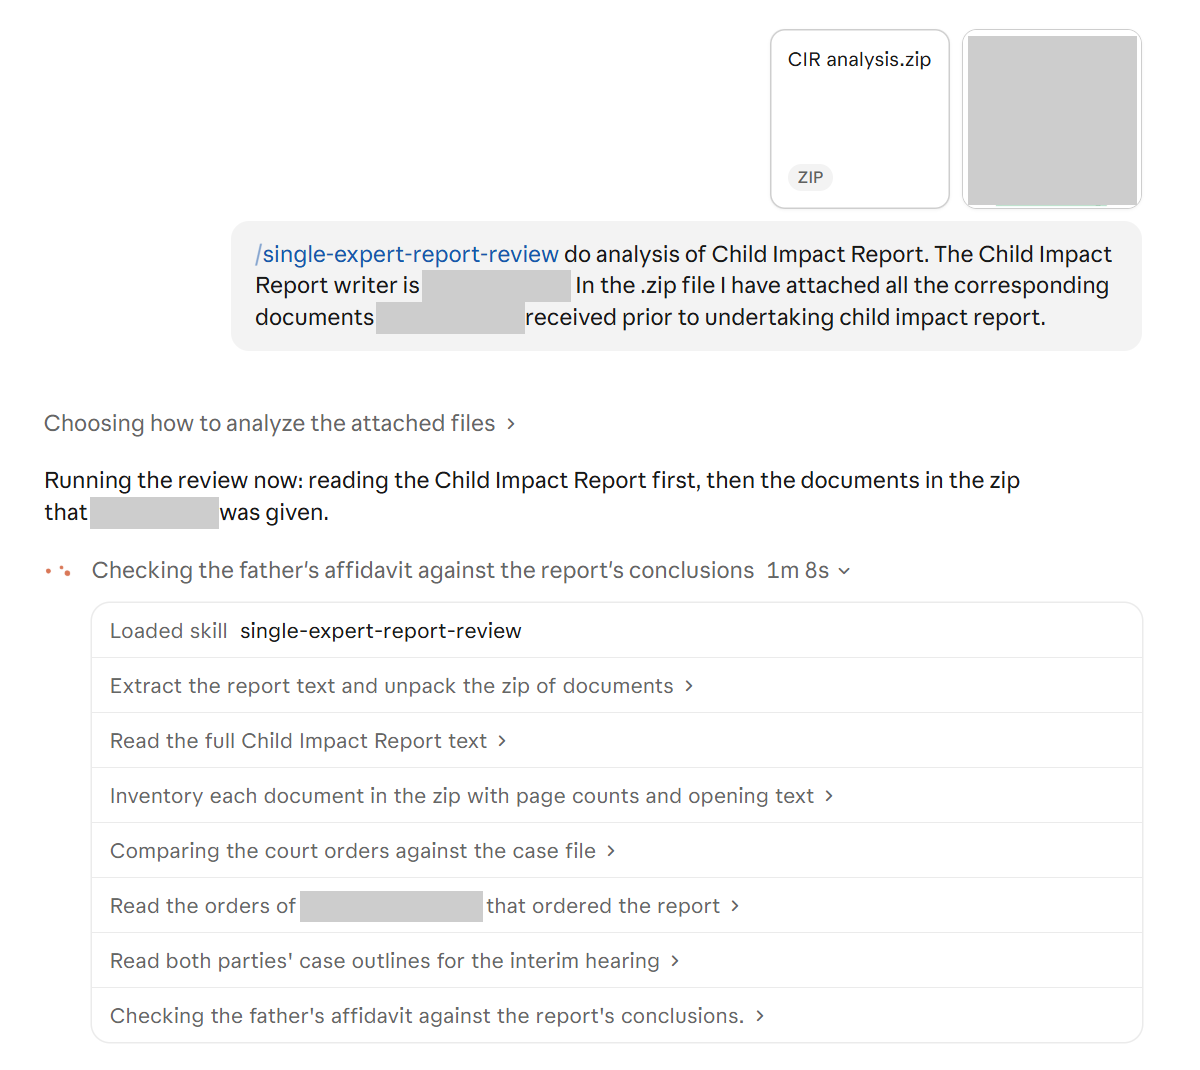 CIR analysis.zip
ZIP
/single-expert-report-review do analysis of Child Impact Report. The Child Impact
Report writer is In the .zip file I have attached all the corresponding
documents received prior to undertaking child impact report.
Choosing how to analyze the attached files >
Running the review now: reading the Child Impact Report first, then the documents in the zip
that was given.
Checking the father's affidavit against the report's conclusions 1m 8s
Loaded skill single-expert-report-review
Extract the report text and unpack the zip of documents >
Read the full Child Impact Report text >
Inventory each document in the zip with page counts and opening text >
Comparing the court orders against the case file >
Read the orders of that ordered the report >
Read both parties' case outlines for the interim hearing >
Checking the father's affidavit against the report's conclusions. >